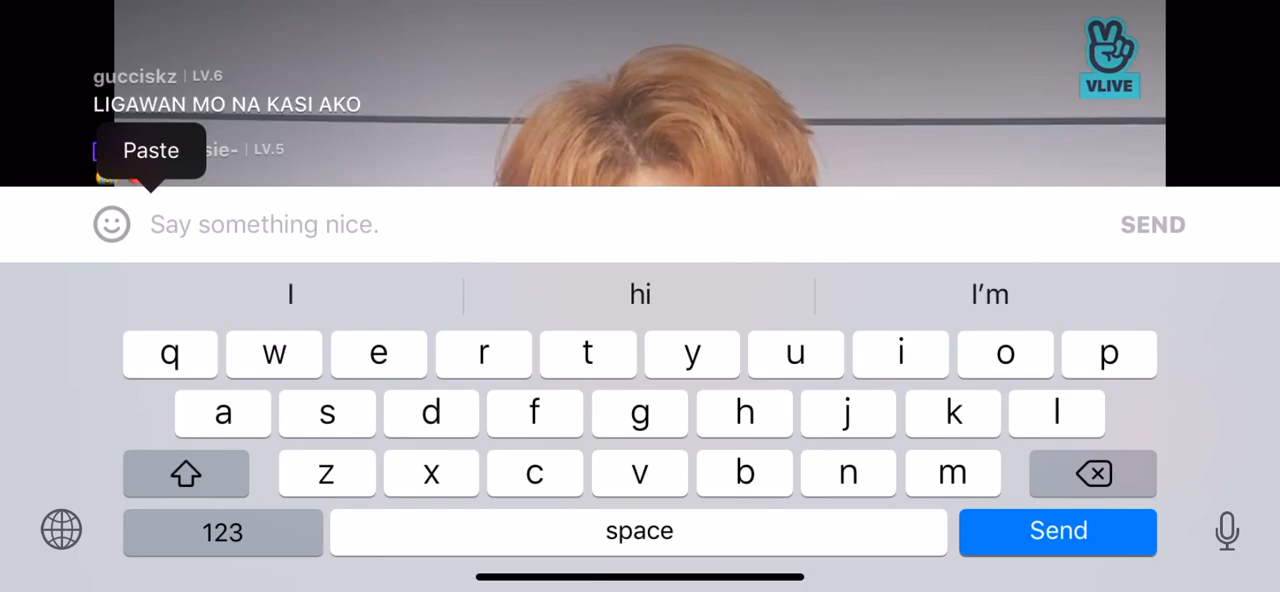 VLIVE
gucciskz | LV.6
LIGAWAN MO NA KASI AKO
sie- | LV.5
Paste
Say something nice.
SEND
I hi I'm
q w e r t y u i o p
a s d f g h j k l
z x c v b n m
123 space Send